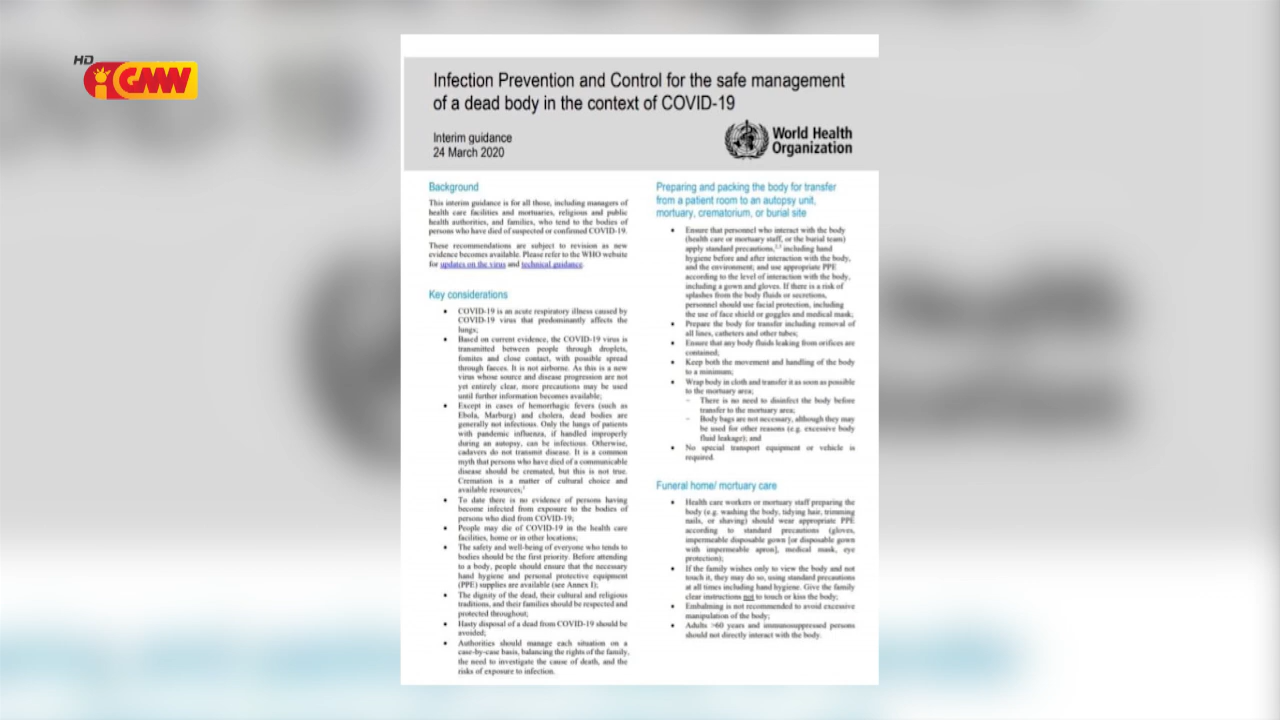 HD
GMW
Infection Prevention and Control for the safe management
of a dead body in the context of COVID-19
Interim guidance
24 March 2020
World Health
Organization
Background
This interim guidance is for all those, including managers of
health care facilities and mortuaries, religious and public
health authorities, and families, who tend to the bodies of
persons who have died of suspected or confirmed COVID-19.
These recommendations are subject to revision as new
evidence becomes available. Please refer to the WHO website
for updates on the virus and technical guidance.
Key considerations
• COVID-19 is an acute respiratory illness caused by
COVID-19 virus that predominantly affects the
lungs;
• Based on current evidence, the COVID-19 virus is
transmitted between people through droplets,
fomites and close contact, with possible spread
through faeces. It is not airborne. As this is a new
virus whose source and disease progression are not
yet entirely clear, more precautions may be used
until further information becomes available;
• Except in cases of hemorrhagic fevers (such as
Ebola, Marburg) and cholera, dead bodies are
generally not infectious. Only the lungs of patients
with pandemic influenza, if handled improperly
during an autopsy, can be infectious. Otherwise,
cadavers do not transmit disease. It is a common
myth that persons who have died of a communicable
disease should be cremated, but this is not true.
Cremation is a matter of cultural choice and
available resources;1
• To date there is no evidence of persons having
become infected from exposure to the bodies of
persons who died from COVID-19;
• People may die of COVID-19 in the health care
facilities, home or in other locations;
• The safety and well-being of everyone who tends to
bodies should be the first priority. Before attending
to a body, people should ensure that the necessary
hand hygiene and personal protective equipment
(PPE) supplies are available (see Annex I);
• The dignity of the dead, their cultural and religious
traditions, and their families should be respected and
protected throughout;
• Hasty disposal of a dead from COVID-19 should be
avoided;
• Authorities should manage each situation on a
case-by-case basis, balancing the rights of the family,
the need to investigate the cause of death, and the
risks of exposure to infection.
Preparing and packing the body for transfer
from a patient room to an autopsy unit,
mortuary, crematorium, or burial site
• Ensure that personnel who interact with the body
(health care or mortuary staff, or the burial team)
apply standard precautions, including hand
hygiene before and after interaction with the body,
and the environment; and use appropriate PPE
according to the level of interaction with the body,
including a gown and gloves. If there is a risk of
splashes from the body fluids or secretions,
personnel should use facial protection, including
the use of face shield or goggles and medical mask;
• Prepare the body for transfer including removal of
all lines, catheters and other tubes;
• Ensure that any body fluids leaking from orifices are
contained;
• Keep both the movement and handling of the body
to a minimum;
• Wrap body in cloth and transfer it as soon as possible
to the mortuary area;
− There is no need to disinfect the body before
transfer to the mortuary area;
− Body bags are not necessary, although they may
be used for other reasons (e.g. excessive body
fluid leakage); and
• No special transport equipment or vehicle is
required.
Funeral home/ mortuary care
• Health care workers or mortuary staff preparing the
body (e.g. washing the body, tidying hair, trimming
nails, or shaving) should wear appropriate PPE
according to standard precautions (gloves,
impermeable disposable gown [or disposable gown
with impermeable apron], medical mask, eye
protection);
• If the family wishes only to view the body and not
touch it, they may do so, using standard precautions
at all times including hand hygiene. Give the family
clear instructions not to touch or kiss the body;
• Embalming is not recommended to avoid excessive
manipulation of the body;
• Adults >60 years and immunosuppressed persons
should not directly interact with the body.